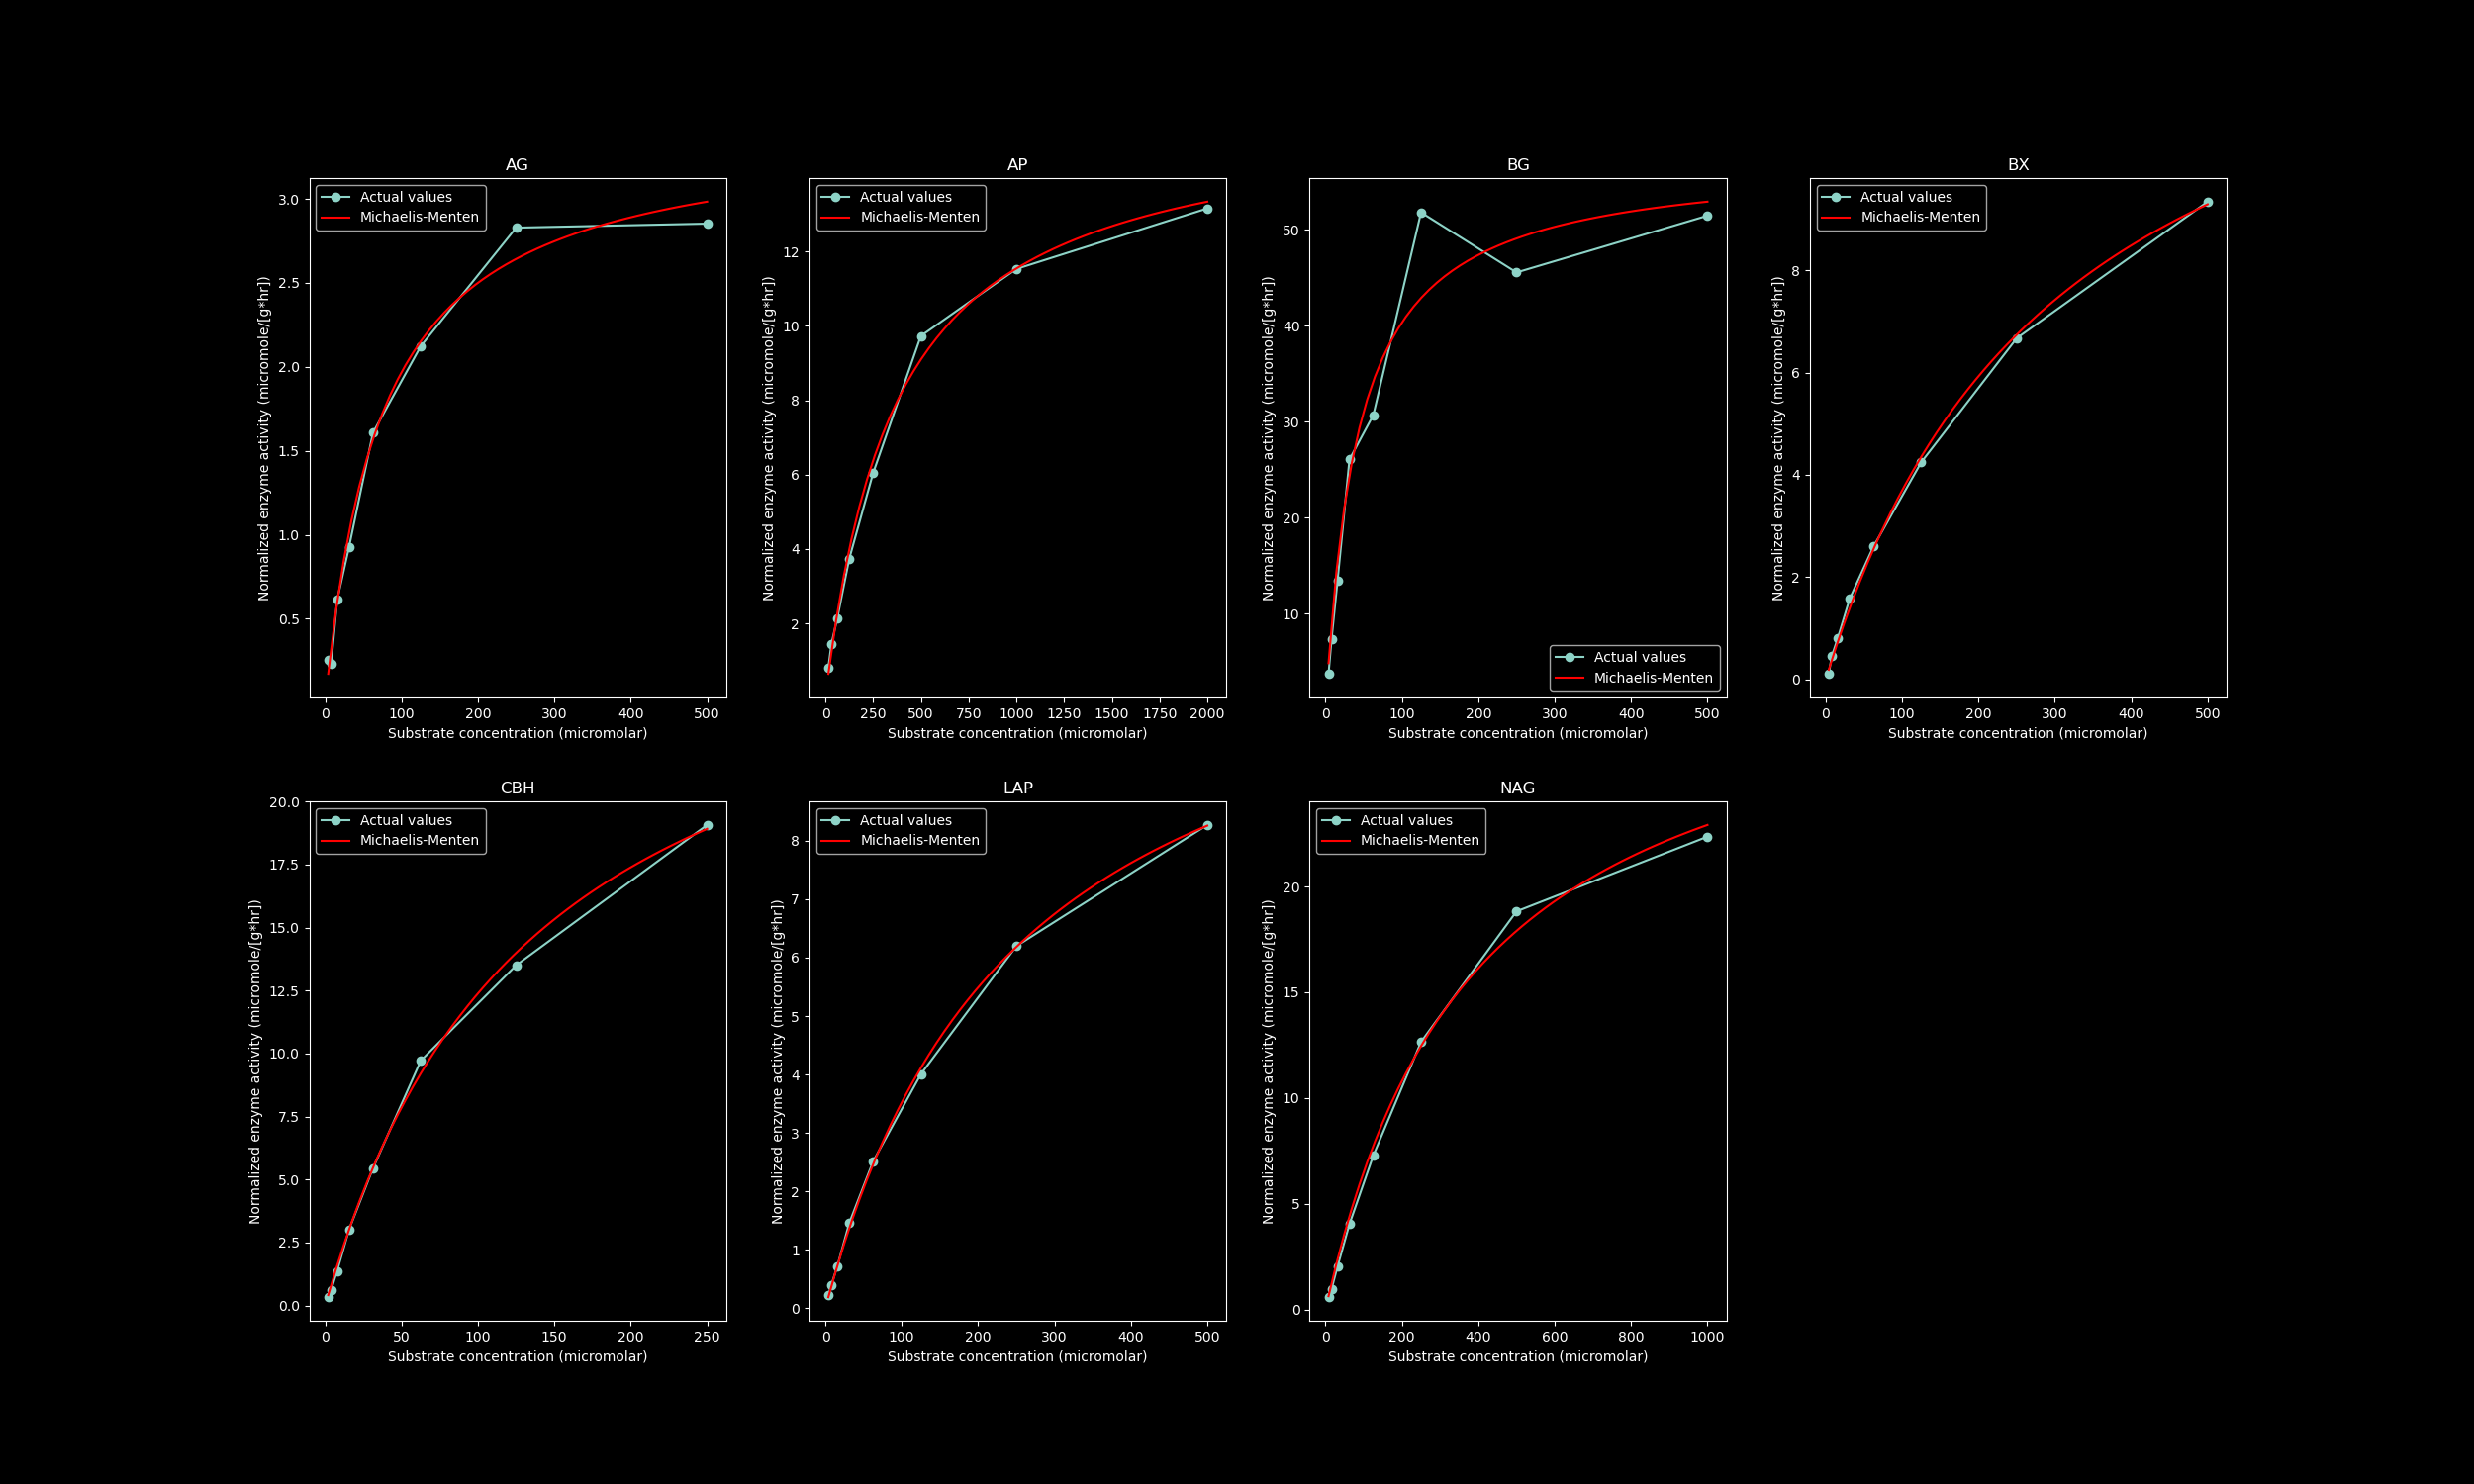 AG
Actual values
Michaelis-Menten
3.0
2.5
2.0
1.5
1.0
0.5
Normalized enzyme activity (micromole/[g*hr])
0 100 200 300 400 500
Substrate concentration (micromolar)
AP
Actual values
Michaelis-Menten
12
10
8
6
4
2
Normalized enzyme activity (micromole/[g*hr])
0 250 500 750 1000 1250 1500 1750 2000
Substrate concentration (micromolar)
BG
50
40
30
20
10
Normalized enzyme activity (micromole/[g*hr])
Actual values
Michaelis-Menten
0 100 200 300 400 500
Substrate concentration (micromolar)
BX
Actual values
Michaelis-Menten
8
6
4
2
0
Normalized enzyme activity (micromole/[g*hr])
0 100 200 300 400 500
Substrate concentration (micromolar)
CBH
Actual values
Michaelis-Menten
20.0
17.5
15.0
12.5
10.0
7.5
5.0
2.5
0.0
Normalized enzyme activity (micromole/[g*hr])
0 50 100 150 200 250
Substrate concentration (micromolar)
LAP
Actual values
Michaelis-Menten
8
7
6
5
4
3
2
1
0
Normalized enzyme activity (micromole/[g*hr])
0 100 200 300 400 500
Substrate concentration (micromolar)
NAG
Actual values
Michaelis-Menten
20
15
10
5
0
Normalized enzyme activity (micromole/[g*hr])
0 200 400 600 800 1000
Substrate concentration (micromolar)